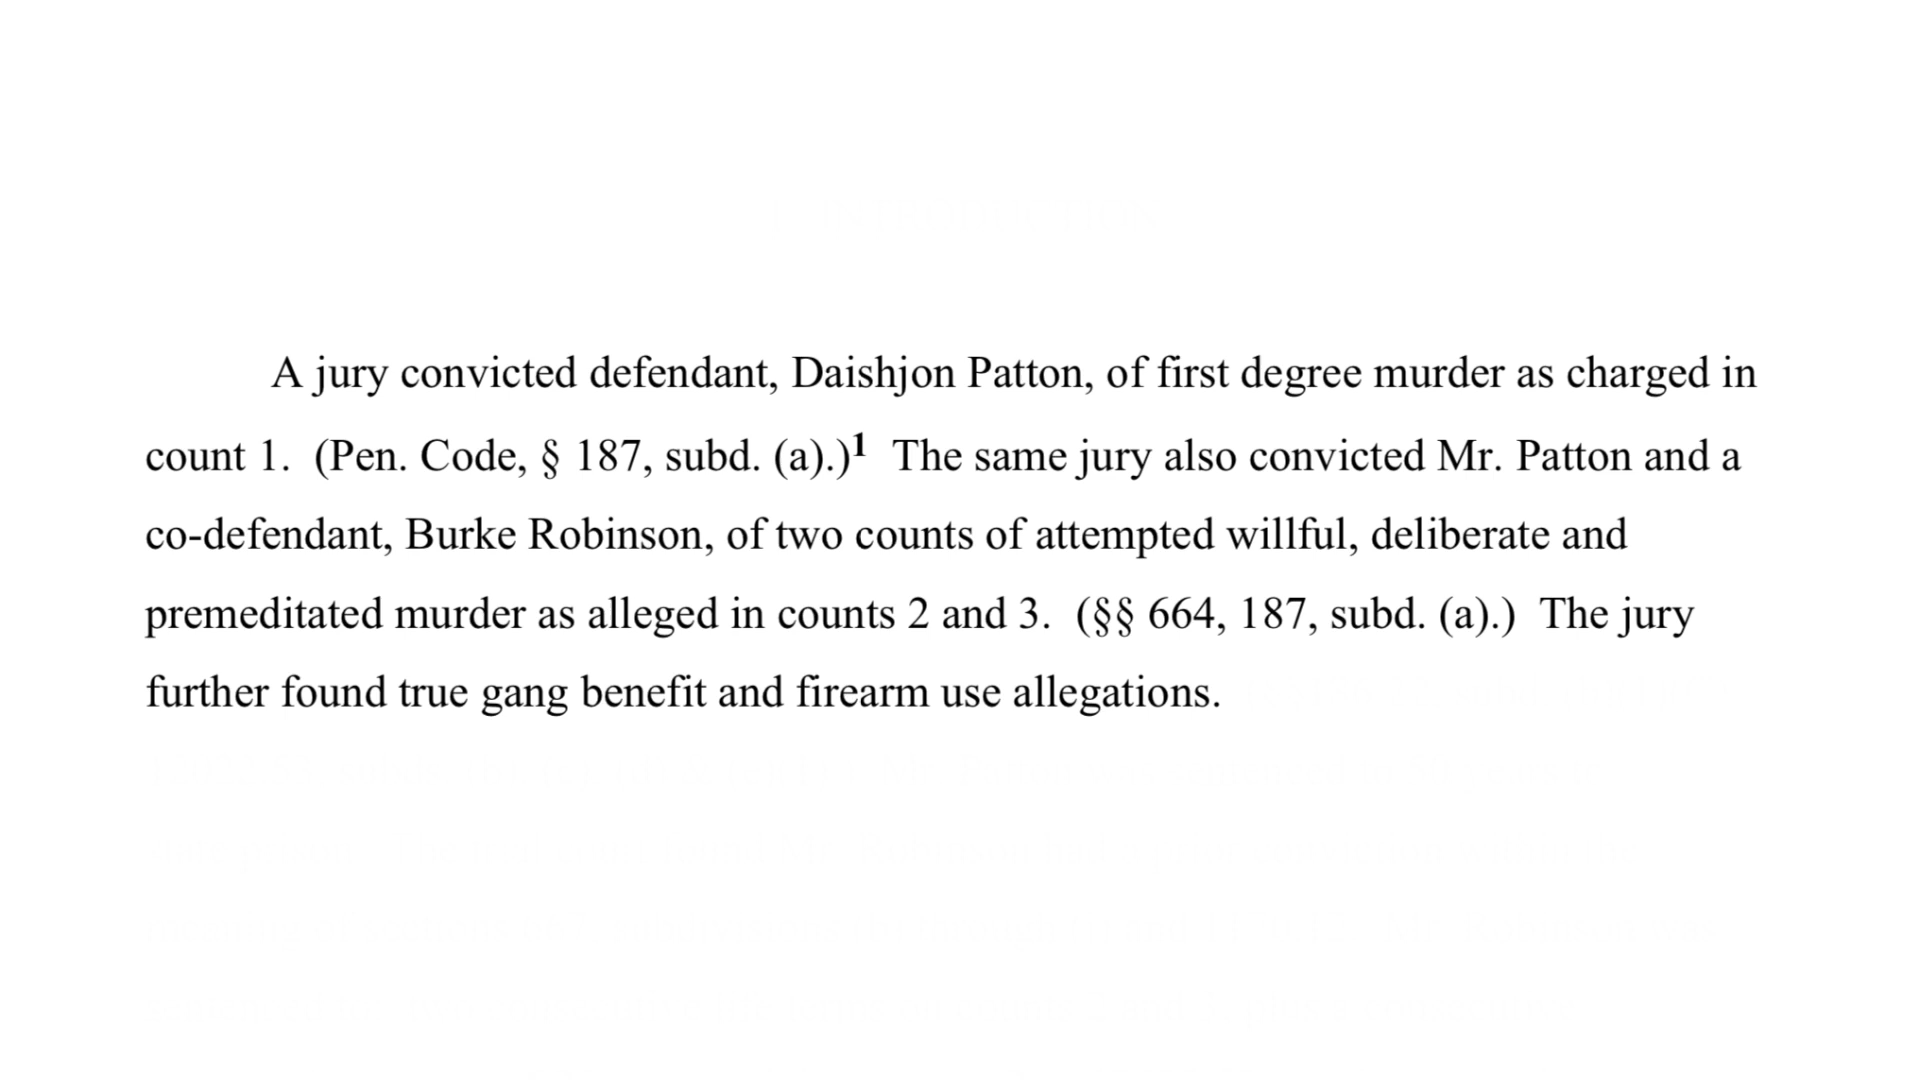 A jury convicted defendant, Daishjon Patton, of first degree murder as charged in
count 1.  (Pen. Code, § 187, subd. (a).)¹  The same jury also convicted Mr. Patton and a
co-defendant, Burke Robinson, of two counts of attempted willful, deliberate and
premeditated murder as alleged in counts 2 and 3.  (§§ 664, 187, subd. (a).)  The jury
further found true gang benefit and firearm use allegations.